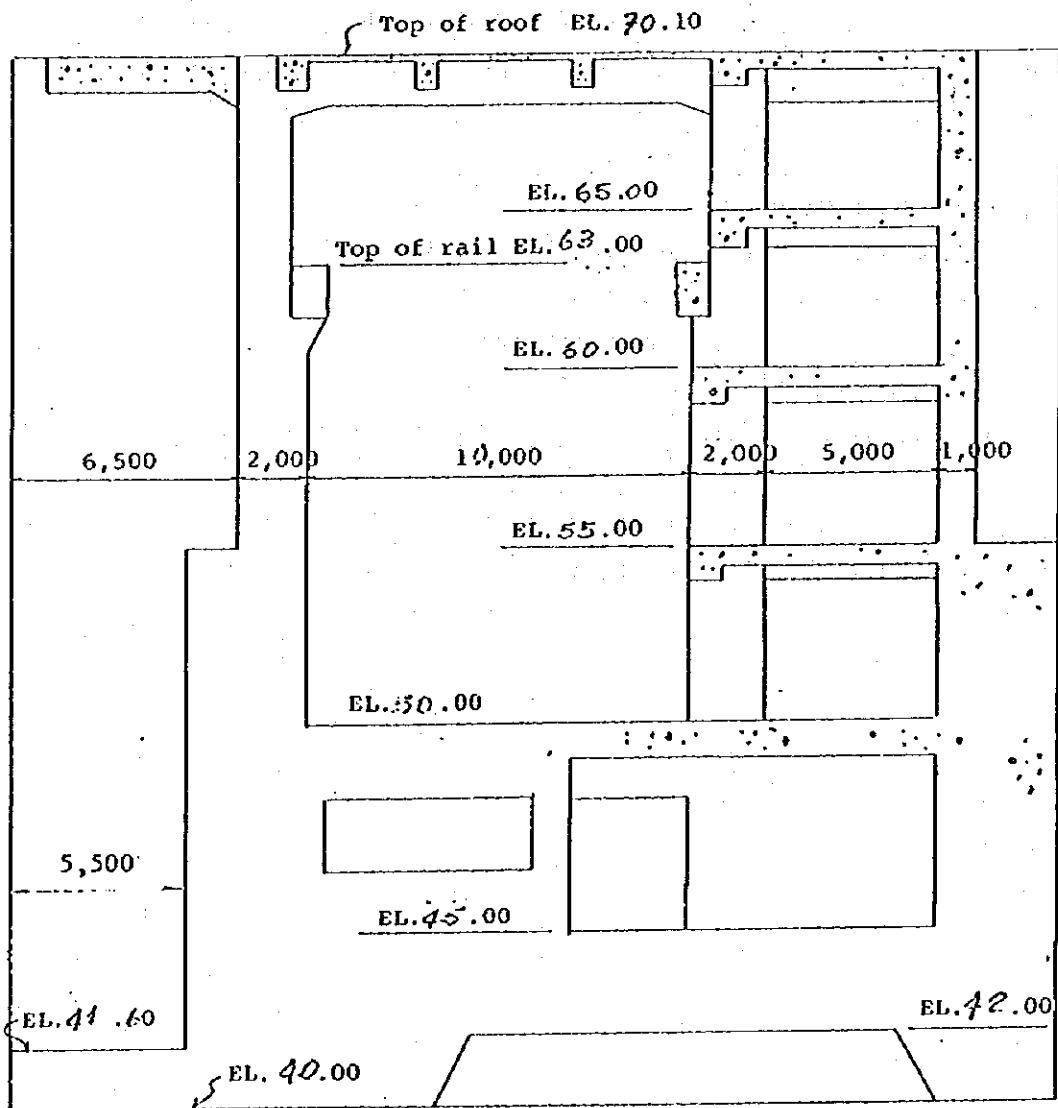 Top of roof EL. 70.10
EL. 65.00
Top of rail EL. 63.00
EL. 60.00
6,500 2,000 10,000 2,000 5,000 1,000
EL. 55.00
EL. 50.00
5,500
EL. 45.00
EL. 41.60
EL. 42.00
EL. 40.00